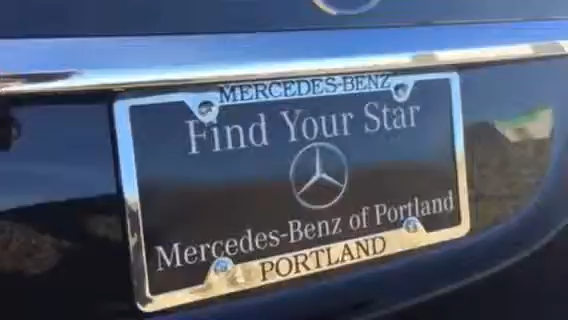 MERCEDES-BENZ
Find Your Star
Mercedes-Benz of Portland
PORTLAND